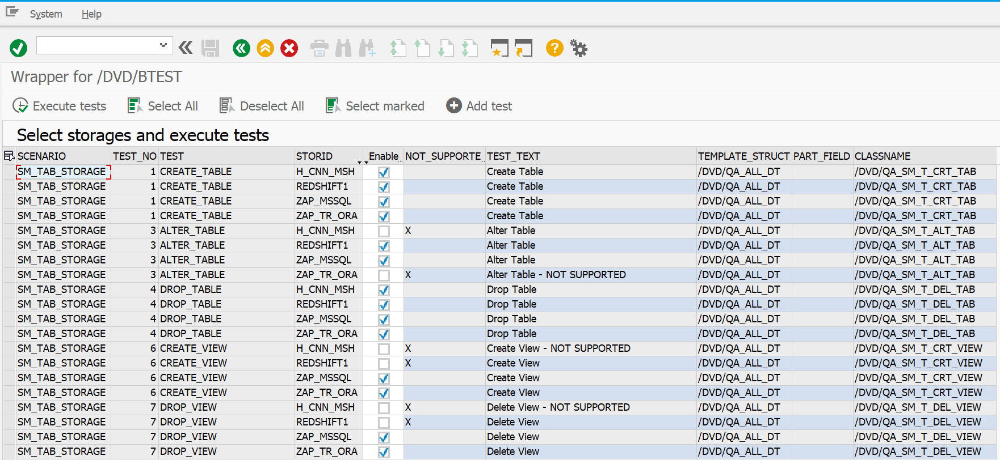 System Help
Wrapper for /DVD/BTEST
Execute tests Select All Deselect All Select marked Add test
Select storages and execute tests
SCENARIO TEST_NO TEST STORID Enable NOT_SUPPORTE... TEST_TEXT TEMPLATE_STRUCT PART_FIELD CLASSNAME
SM_TAB_STORAGE 1 CREATE_TABLE H_CNN_MSH Create Table /DVD/QA_ALL_DT /DVD/QA_SM_T_CRT_TAB
SM_TAB_STORAGE 1 CREATE_TABLE REDSHIFT1 Create Table /DVD/QA_ALL_DT /DVD/QA_SM_T_CRT_TAB
SM_TAB_STORAGE 1 CREATE_TABLE ZAP_MSSQL Create Table /DVD/QA_ALL_DT /DVD/QA_SM_T_CRT_TAB
SM_TAB_STORAGE 1 CREATE_TABLE ZAP_TR_ORA Create Table /DVD/QA_ALL_DT /DVD/QA_SM_T_CRT_TAB
SM_TAB_STORAGE 3 ALTER_TABLE H_CNN_MSH X Alter Table /DVD/QA_ALL_DT /DVD/QA_SM_T_ALT_TAB
SM_TAB_STORAGE 3 ALTER_TABLE REDSHIFT1 Alter Table /DVD/QA_ALL_DT /DVD/QA_SM_T_ALT_TAB
SM_TAB_STORAGE 3 ALTER_TABLE ZAP_MSSQL Alter Table /DVD/QA_ALL_DT /DVD/QA_SM_T_ALT_TAB
SM_TAB_STORAGE 3 ALTER_TABLE ZAP_TR_ORA X Alter Table - NOT SUPPORTED /DVD/QA_ALL_DT /DVD/QA_SM_T_ALT_TAB
SM_TAB_STORAGE 4 DROP_TABLE H_CNN_MSH Drop Table /DVD/QA_ALL_DT /DVD/QA_SM_T_DEL_TAB
SM_TAB_STORAGE 4 DROP_TABLE REDSHIFT1 Drop Table /DVD/QA_ALL_DT /DVD/QA_SM_T_DEL_TAB
SM_TAB_STORAGE 4 DROP_TABLE ZAP_MSSQL Drop Table /DVD/QA_ALL_DT /DVD/QA_SM_T_DEL_TAB
SM_TAB_STORAGE 4 DROP_TABLE ZAP_TR_ORA Drop Table /DVD/QA_ALL_DT /DVD/QA_SM_T_DEL_TAB
SM_TAB_STORAGE 6 CREATE_VIEW H_CNN_MSH X Create View - NOT SUPPORTED /DVD/QA_ALL_DT /DVD/QA_SM_T_CRT_VIEW
SM_TAB_STORAGE 6 CREATE_VIEW REDSHIFT1 X Create View /DVD/QA_ALL_DT /DVD/QA_SM_T_CRT_VIEW
SM_TAB_STORAGE 6 CREATE_VIEW ZAP_MSSQL Create View /DVD/QA_ALL_DT /DVD/QA_SM_T_CRT_VIEW
SM_TAB_STORAGE 6 CREATE_VIEW ZAP_TR_ORA Create View /DVD/QA_ALL_DT /DVD/QA_SM_T_CRT_VIEW
SM_TAB_STORAGE 7 DROP_VIEW H_CNN_MSH X Delete View - NOT SUPPORTED /DVD/QA_ALL_DT /DVD/QA_SM_T_DEL_VIEW
SM_TAB_STORAGE 7 DROP_VIEW REDSHIFT1 X Delete View /DVD/QA_ALL_DT /DVD/QA_SM_T_DEL_VIEW
SM_TAB_STORAGE 7 DROP_VIEW ZAP_MSSQL Delete View /DVD/QA_ALL_DT /DVD/QA_SM_T_DEL_VIEW
SM_TAB_STORAGE 7 DROP_VIEW ZAP_TR_ORA Delete View /DVD/QA_ALL_DT /DVD/QA_SM_T_DEL_VIEW